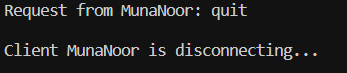 Request from MunaNoor: quit
Client MunaNoor is disconnecting...